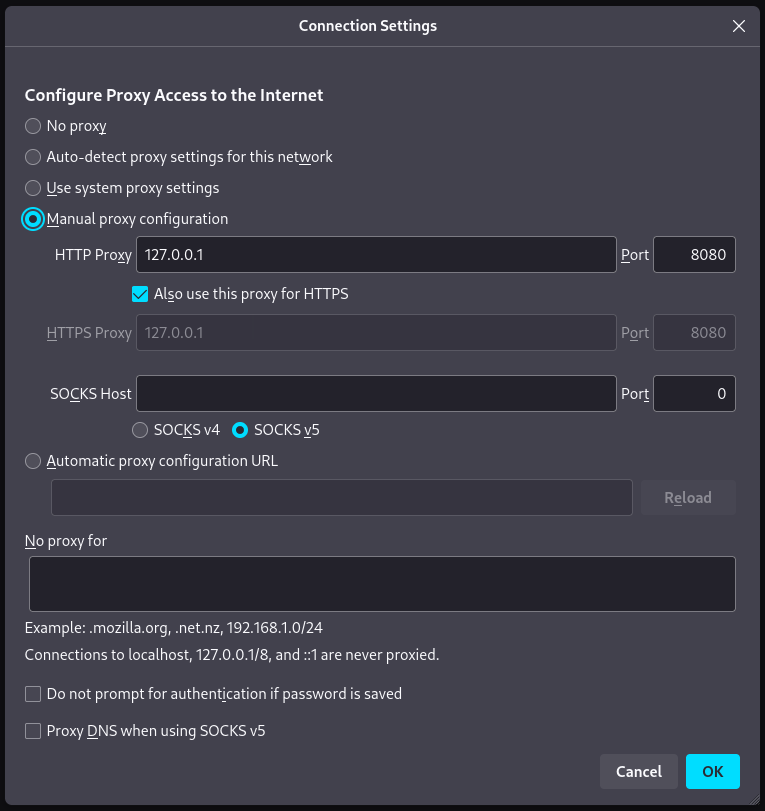 Connection Settings
Configure Proxy Access to the Internet
No proxy
Auto-detect proxy settings for this network
Use system proxy settings
Manual proxy configuration
HTTP Proxy 127.0.0.1 Port 8080
Also use this proxy for HTTPS
HTTPS Proxy 127.0.0.1 Port 8080
SOCKS Host Port 0
SOCKS v4 SOCKS v5
Automatic proxy configuration URL
Reload
No proxy for
Example: .mozilla.org, .net.nz, 192.168.1.0/24
Connections to localhost, 127.0.0.1/8, and ::1 are never proxied.
Do not prompt for authentication if password is saved
Proxy DNS when using SOCKS v5
Cancel OK